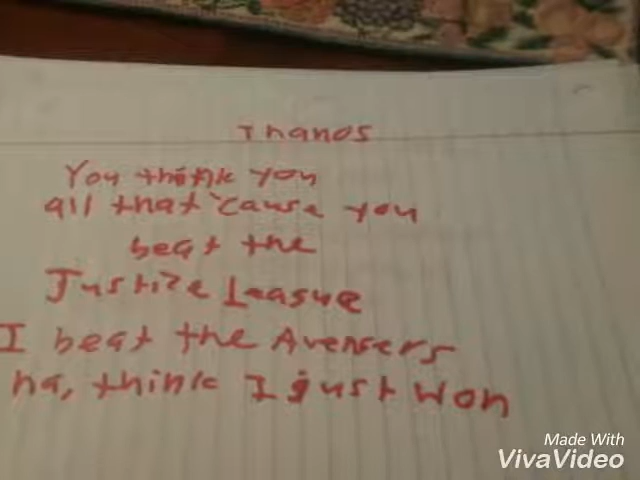 Thanos
You think you
all that 'cause you
beat the
Justice League
I beat the Avengers
ha, think I just won
Made With
VivaVideo